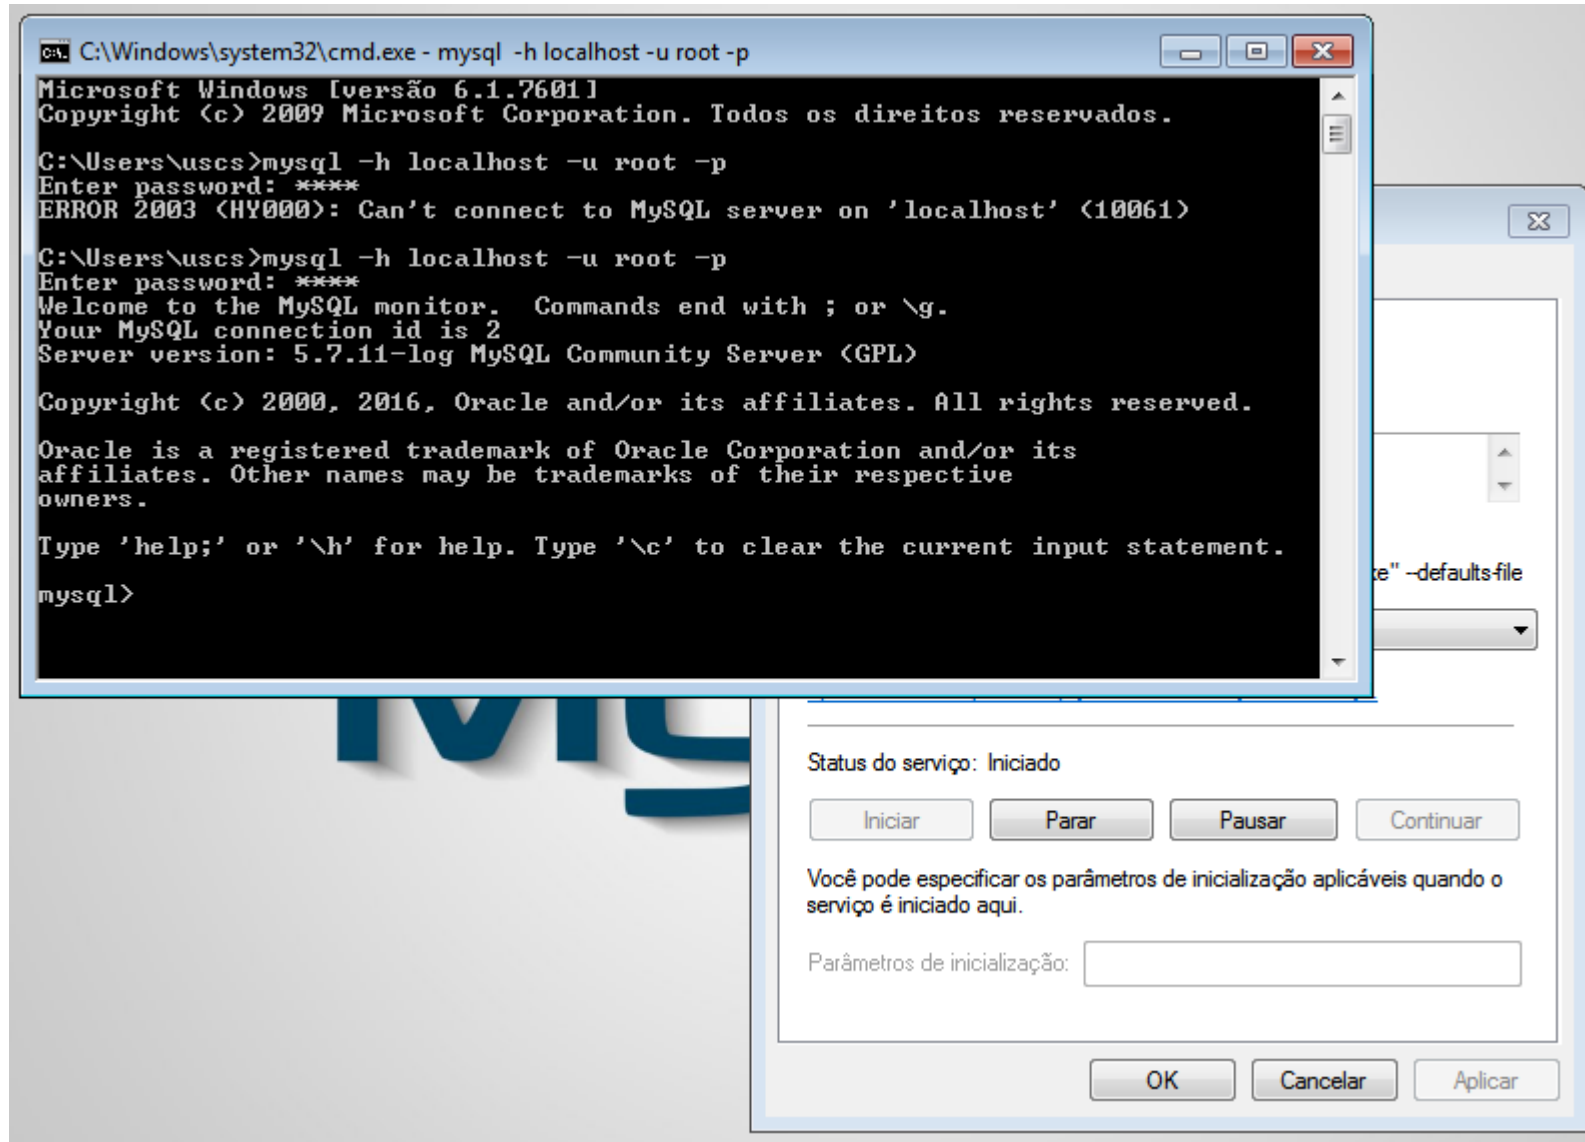 C:\Windows\system32\cmd.exe - mysql -h localhost -u root -p
Microsoft Windows [versão 6.1.7601]
Copyright (c) 2009 Microsoft Corporation. Todos os direitos reservados.
C:\Users\uscs>mysql -h localhost -u root -p
Enter password: ****
ERROR 2003 (HY000): Can't connect to MySQL server on 'localhost' (10061)
C:\Users\uscs>mysql -h localhost -u root -p
Enter password: ****
Welcome to the MySQL monitor.  Commands end with ; or \g.
Your MySQL connection id is 2
Server version: 5.7.11-log MySQL Community Server (GPL)
Copyright (c) 2000, 2016, Oracle and/or its affiliates. All rights reserved.
Oracle is a registered trademark of Oracle Corporation and/or its
affiliates. Other names may be trademarks of their respective
owners.
Type 'help;' or '\h' for help. Type '\c' to clear the current input statement.
mysql>
e" --defaults-file
Status do serviço: Iniciado
Iniciar Parar Pausar Continuar
Você pode especificar os parâmetros de inicialização aplicáveis quando o
serviço é iniciado aqui.
Parâmetros de inicialização:
OK Cancelar Aplicar